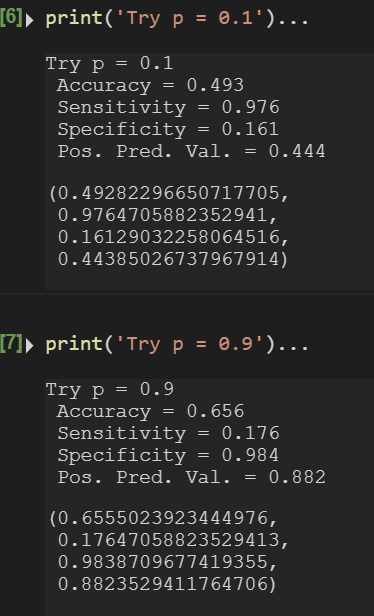 [6] print('Try p = 0.1')...
Try p = 0.1
Accuracy = 0.493
Sensitivity = 0.976
Specificity = 0.161
Pos. Pred. Val. = 0.444
(0.49282296650717705,
0.9764705882352941,
0.16129032258064516,
0.44385026737967914)
[7] print('Try p = 0.9')...
Try p = 0.9
Accuracy = 0.656
Sensitivity = 0.176
Specificity = 0.984
Pos. Pred. Val. = 0.882
(0.6555023923444976,
0.17647058823529413,
0.9838709677419355,
0.8823529411764706)